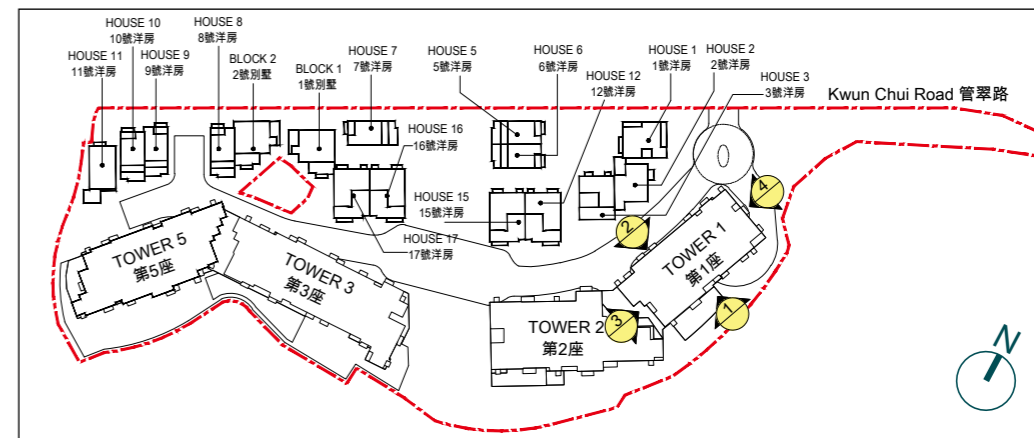 HOUSE 11
11號洋房
HOUSE 10
10號洋房
HOUSE 9
9號洋房
HOUSE 8
8號洋房
BLOCK 2
2號別墅
BLOCK 1
1號別墅
HOUSE 7
7號洋房
HOUSE 5
5號洋房
HOUSE 6
6號洋房
HOUSE 12
12號洋房
HOUSE 1
1號洋房
HOUSE 2
2號洋房
HOUSE 3
3號洋房
Kwun Chui Road 管翠路
HOUSE 16
16號洋房
HOUSE 15
15號洋房
HOUSE 17
17號洋房
TOWER 5
第5座
TOWER 3
第3座
TOWER 2
第2座
TOWER 1
第1座
4
2
1
3
N